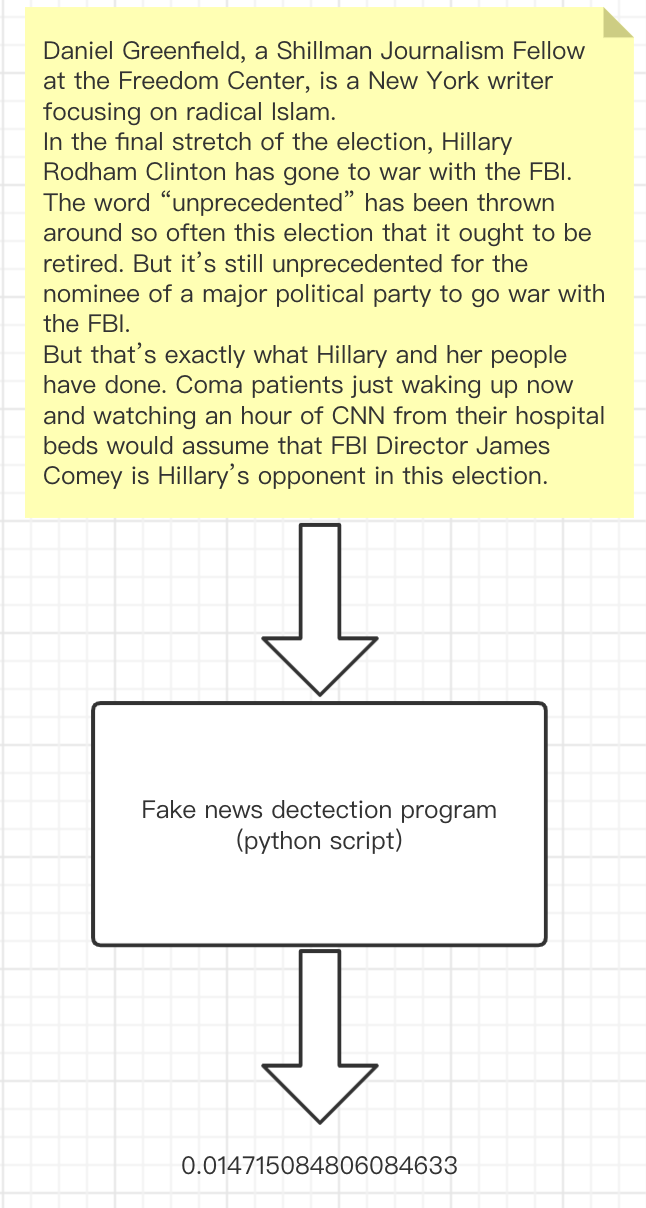 Daniel Greenfield, a Shillman Journalism Fellow
at the Freedom Center, is a New York writer
focusing on radical Islam.
In the final stretch of the election, Hillary
Rodham Clinton has gone to war with the FBI.
The word “unprecedented” has been thrown
around so often this election that it ought to be
retired. But it’s still unprecedented for the
nominee of a major political party to go war with
the FBI.
But that’s exactly what Hillary and her people
have done. Coma patients just waking up now
and watching an hour of CNN from their hospital
beds would assume that FBI Director James
Comey is Hillary’s opponent in this election.
Fake news dectection program
(python script)
0.014715084806084633